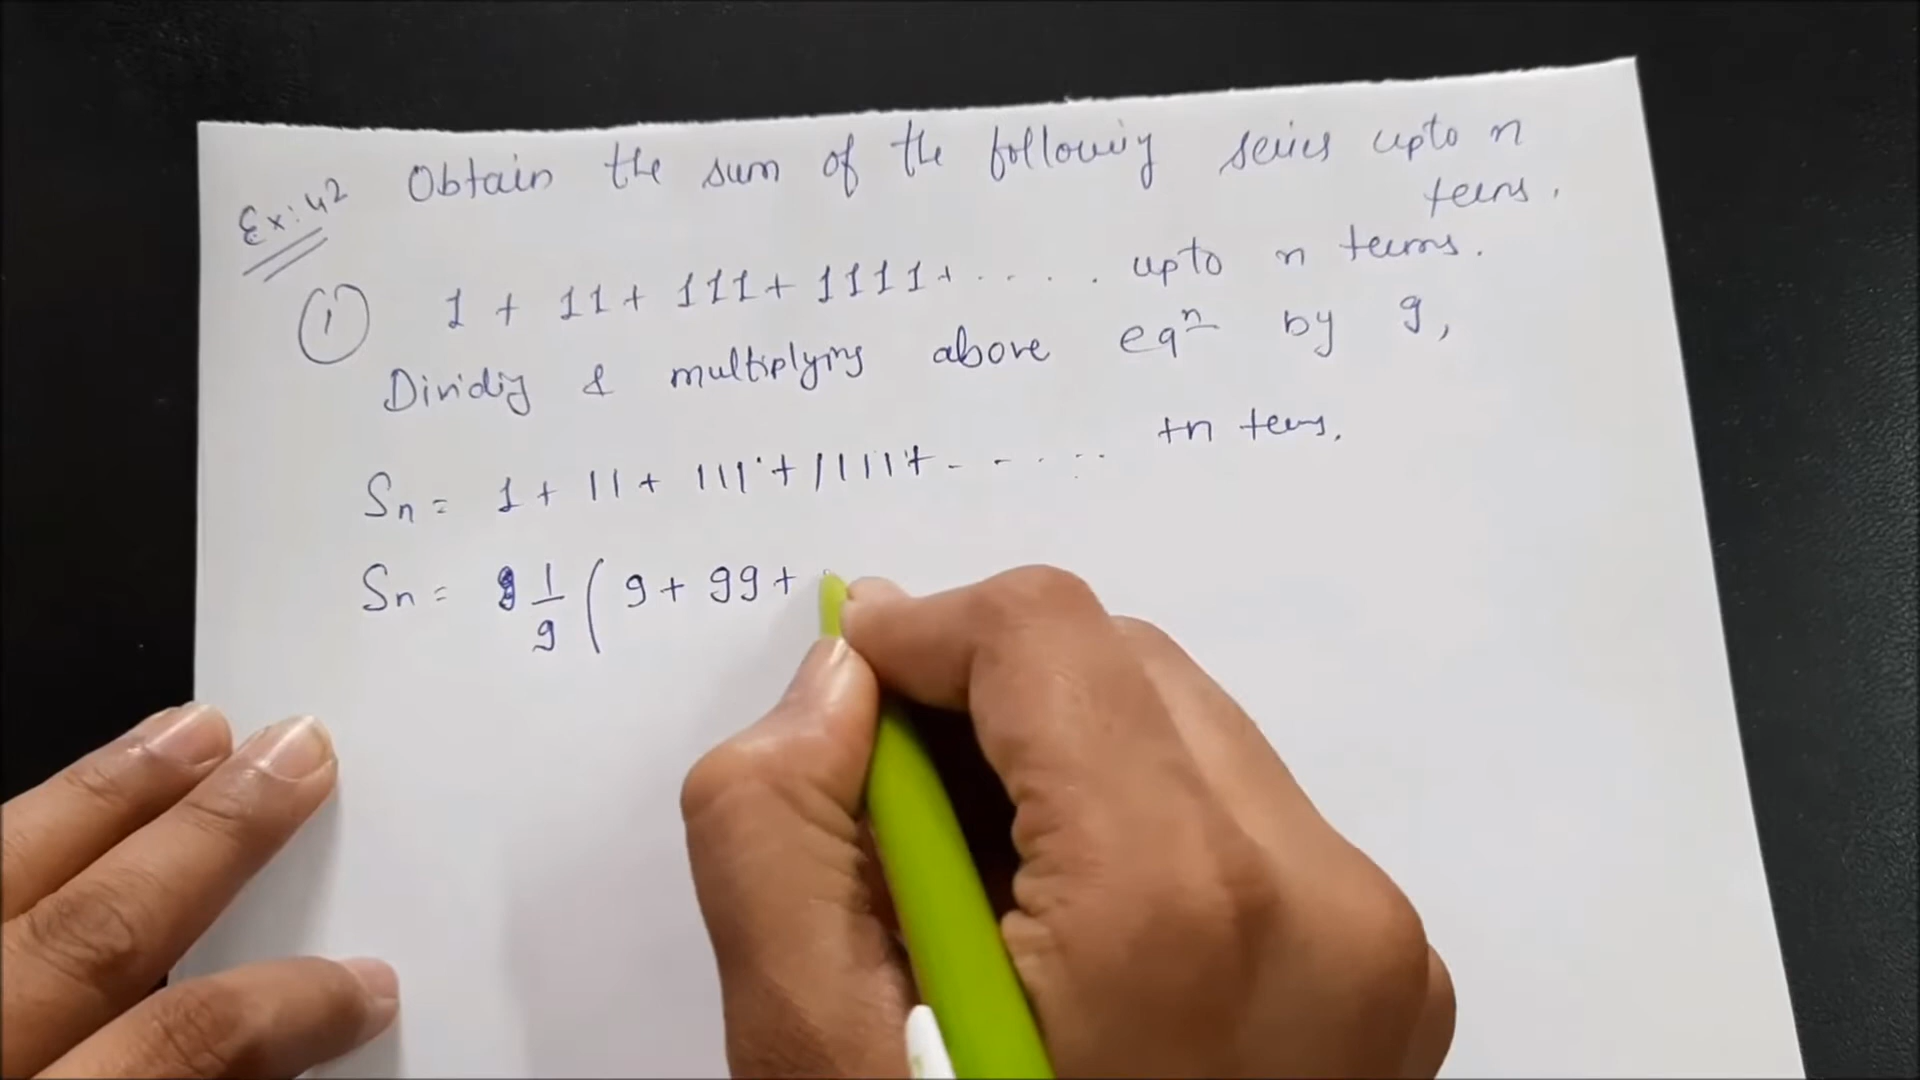 Ex:42 Obtain the sum of the following series upto n
terms.
① 1 + 11 + 111 + 1111 + ..... upto n terms.
Dividing & multiplying above eqⁿ by 9,
Sn = 1 + 11 + 111 + 1111 + ..... +n terms.
Sn = 1/9 ( 9 + 99 +